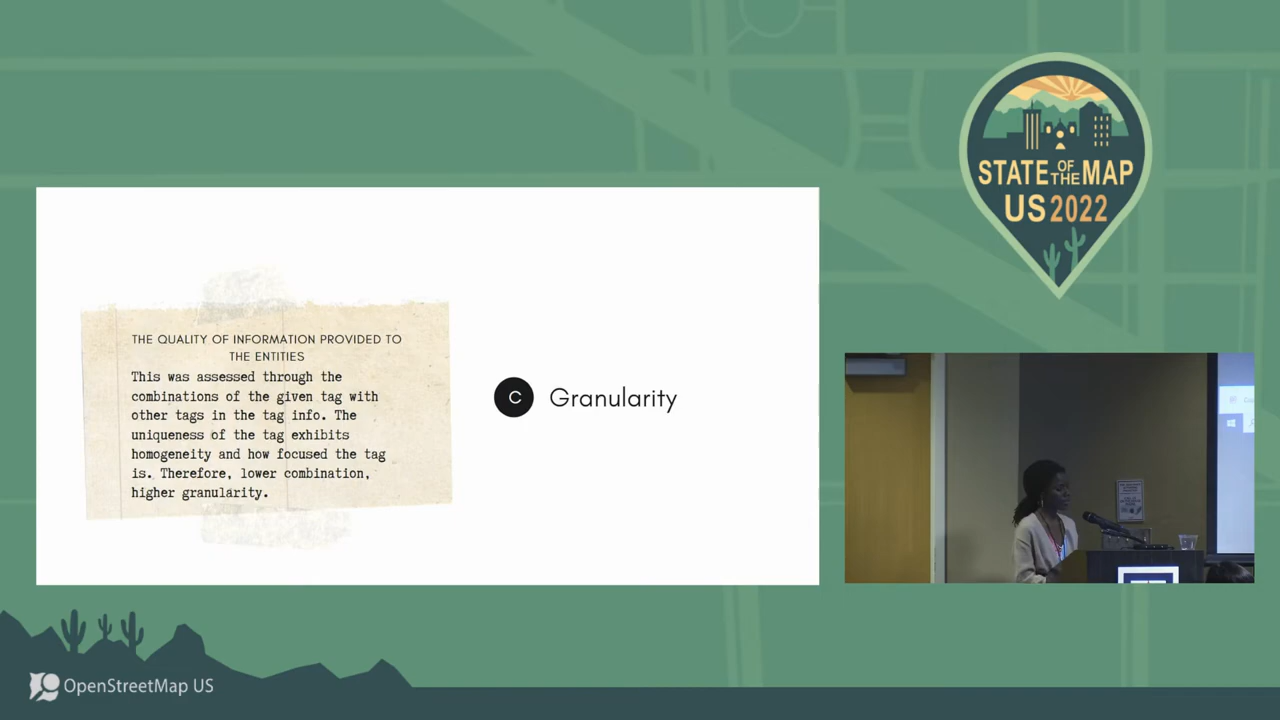 STATE OF THE MAP
US 2022
THE QUALITY OF INFORMATION PROVIDED TO
THE ENTITIES
This was assessed through the
combinations of the given tag with
other tags in the tag info. The
uniqueness of the tag exhibits
homogeneity and how focused the tag
is. Therefore, lower combination,
higher granularity.
C Granularity
OpenStreetMap US